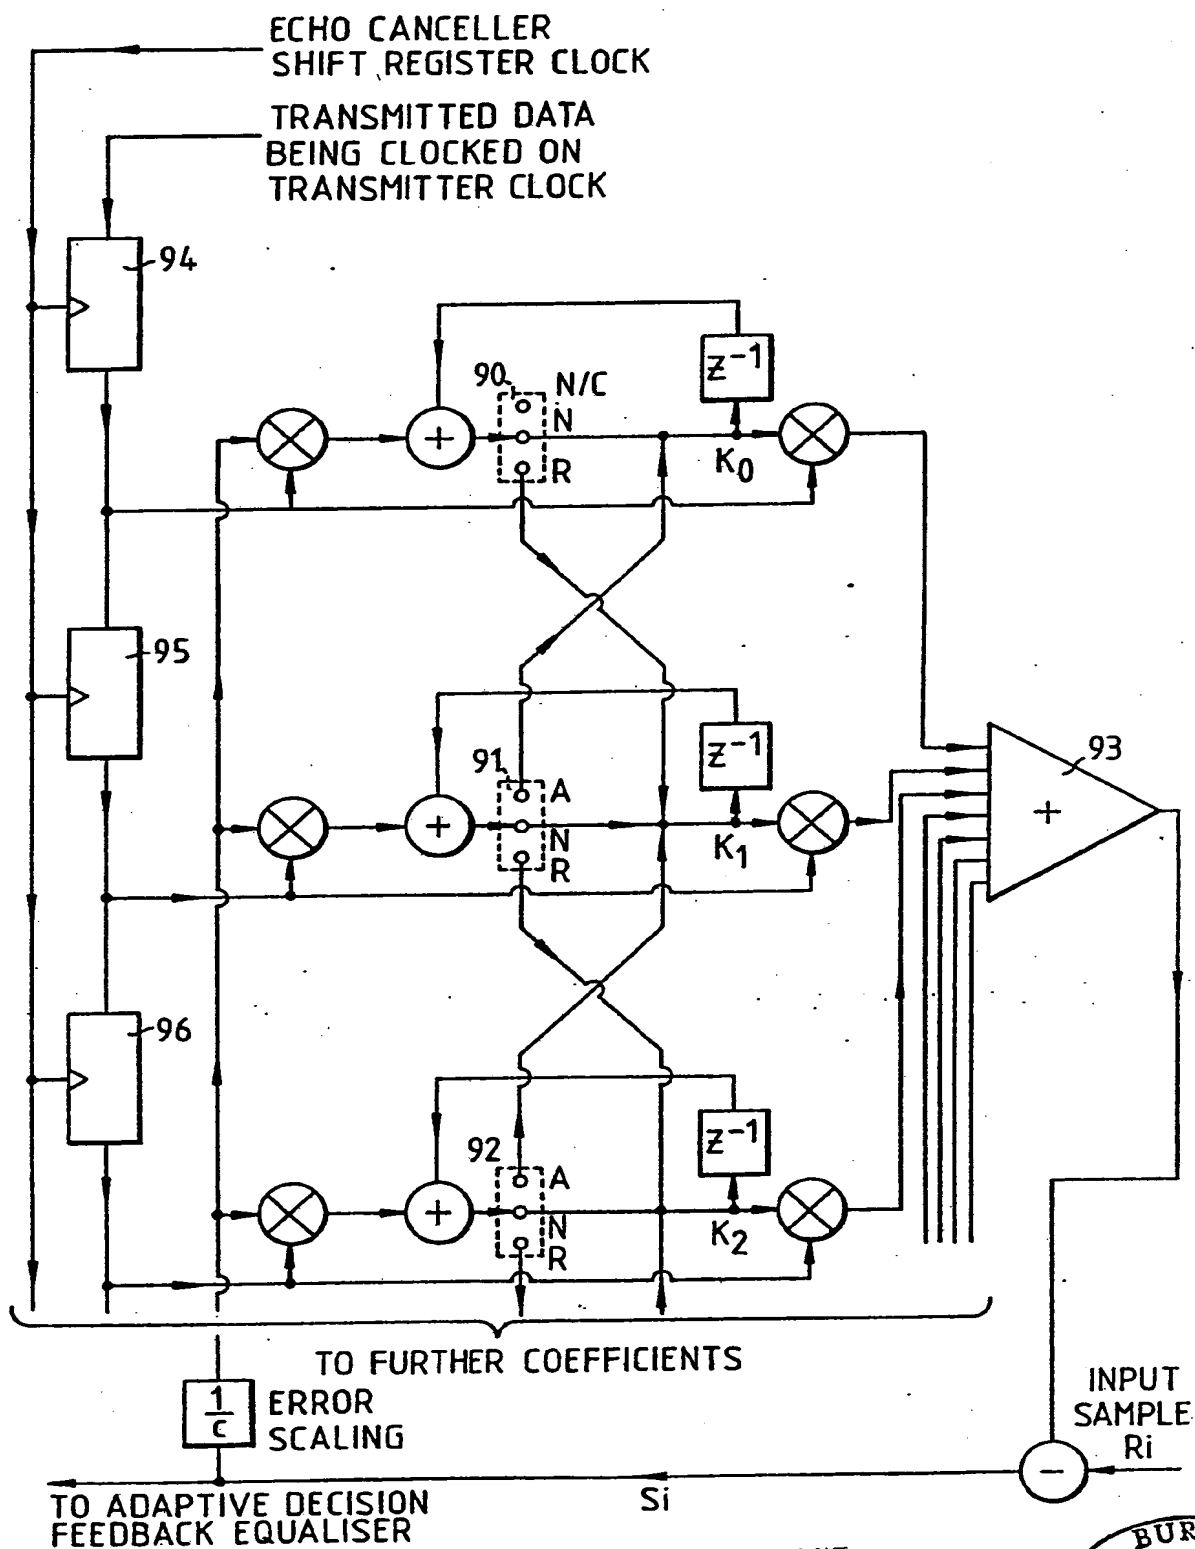 ECHO CANCELLER
SHIFT REGISTER CLOCK
TRANSMITTED DATA
BEING CLOCKED ON
TRANSMITTER CLOCK
94
Z⁻¹
90
N/C
N
+
R
K₀
95
Z⁻¹
91
A
93
+
N
+
R
K₁
96
Z⁻¹
92
A
+
N
R
K₂
TO FURTHER COEFFICIENTS
1/C
ERROR
SCALING
INPUT
SAMPLE
Ri
−
Si
TO ADAPTIVE DECISION
FEEDBACK EQUALISER
BUR